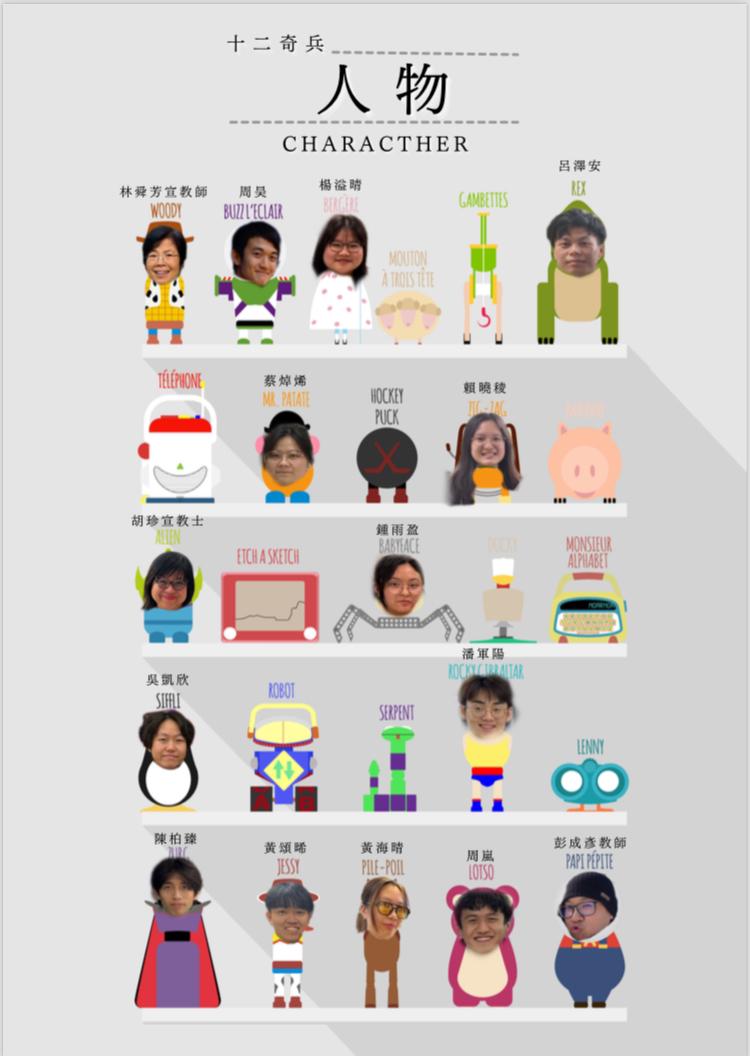 十二奇兵
人物
CHARACTHER
林舜芳宣教師
WOODY
周昊
BUZZ L'ECLAIR
楊溢晴
BERGÈRE
MOUTON
À TROIS TÊTE
GAMBETTES
呂澤安
REX
TÉLÉPHONE
蔡焯烯
MR. PATATE
HOCKEY
PUCK
賴曉稜
ZIG-ZAG
胡珍宣教士
ALIEN
ETCH A SKETCH
鍾雨盈
BABYFACE
DUCKY
MONSIEUR
ALPHABET
吳凱欣
SIFFLI
ROBOT
SERPENT
潘軍陽
ROCKY GIBRALTAR
LENNY
陳柏臻
ZURG
黃頌晞
JESSY
黃海晴
PILE-POIL
周嵐
LOTSO
彭成彥教師
PAPI PÉPITE